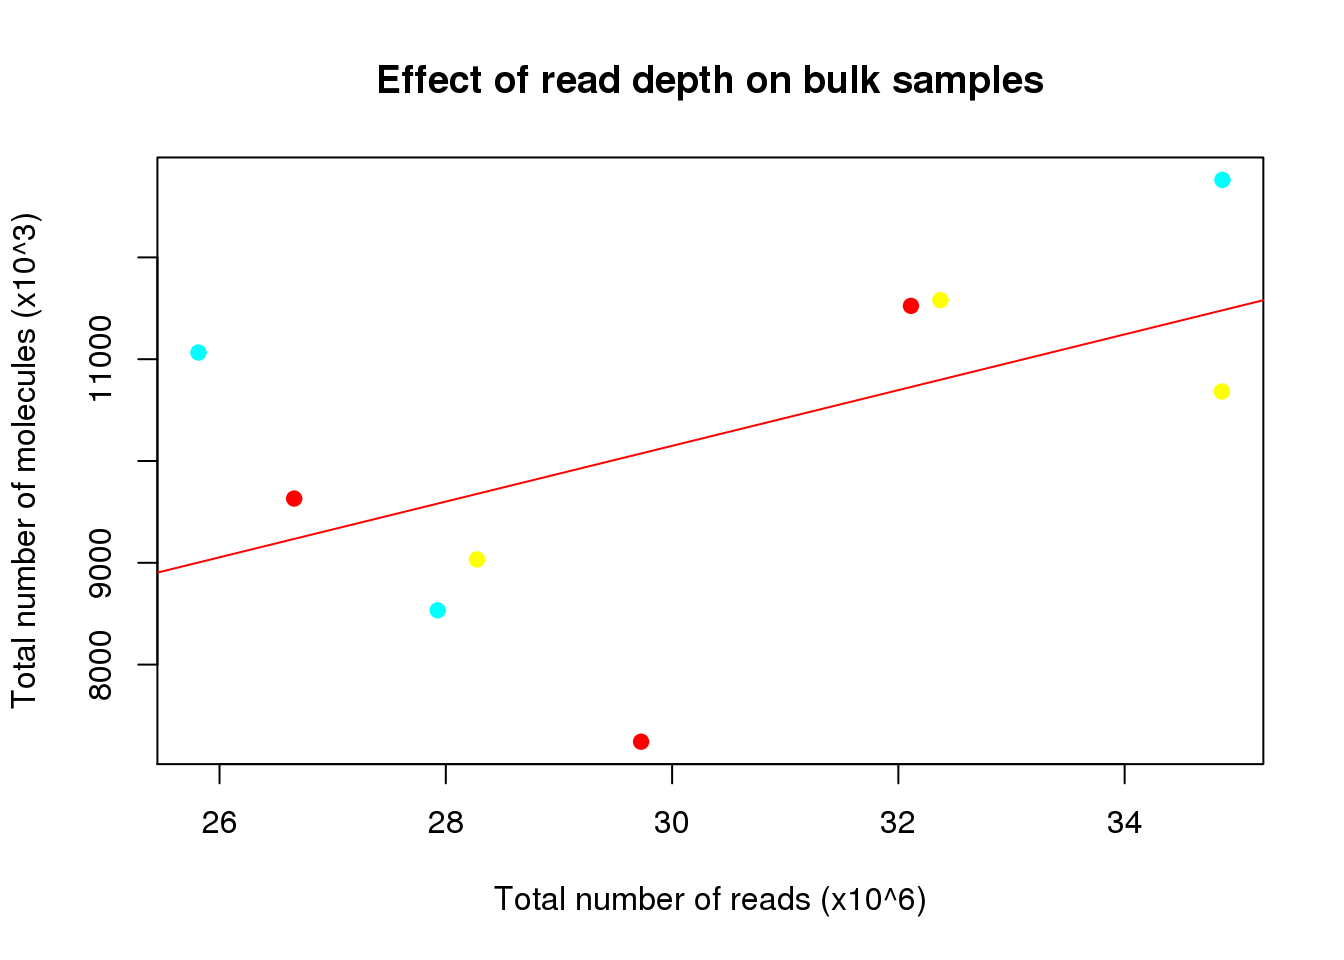 Effect of read depth on bulk samples
Total number of molecules (x10^3)
11000
9000
8000
26 28 30 32 34
Total number of reads (x10^6)